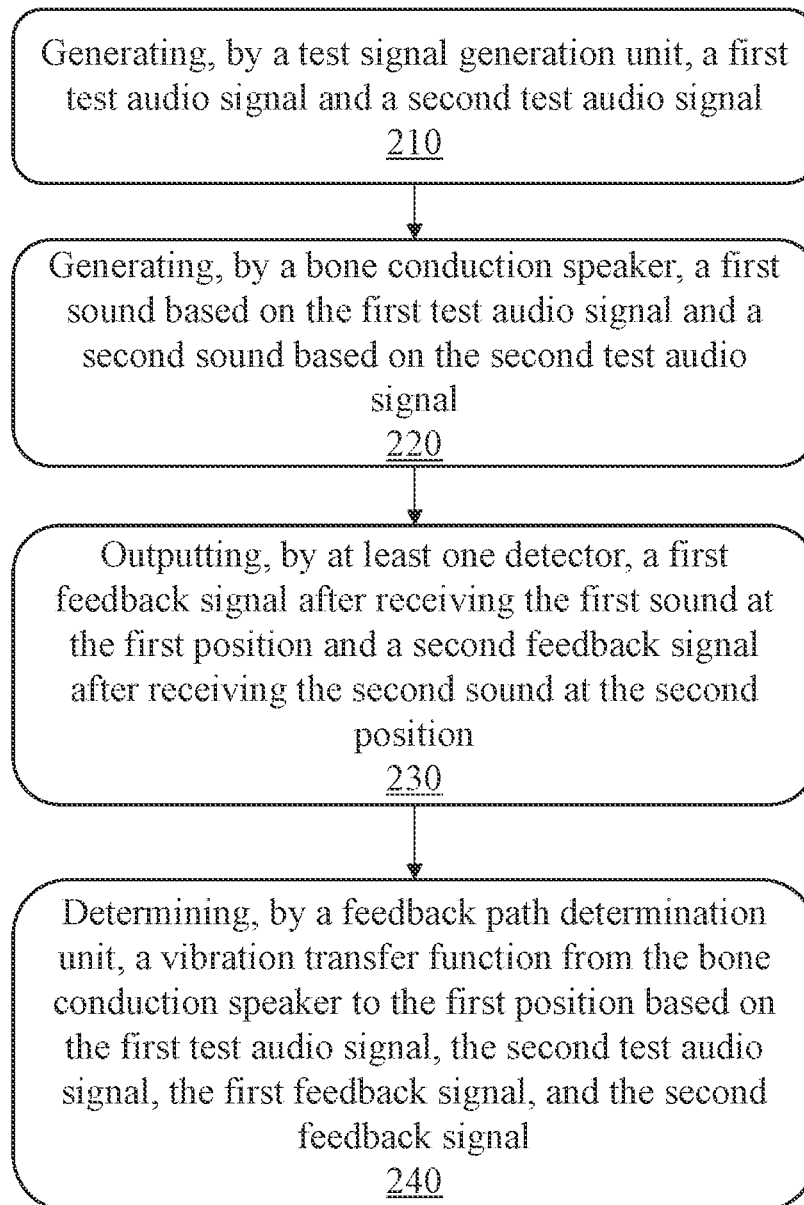 Generating, by a test signal generation unit, a first
test audio signal and a second test audio signal
210
Generating, by a bone conduction speaker, a first
sound based on the first test audio signal and a
second sound based on the second test audio
signal
220
Outputting, by at least one detector, a first
feedback signal after receiving the first sound at
the first position and a second feedback signal
after receiving the second sound at the second
position
230
Determining, by a feedback path determination
unit, a vibration transfer function from the bone
conduction speaker to the first position based on
the first test audio signal, the second test audio
signal, the first feedback signal, and the second
feedback signal
240